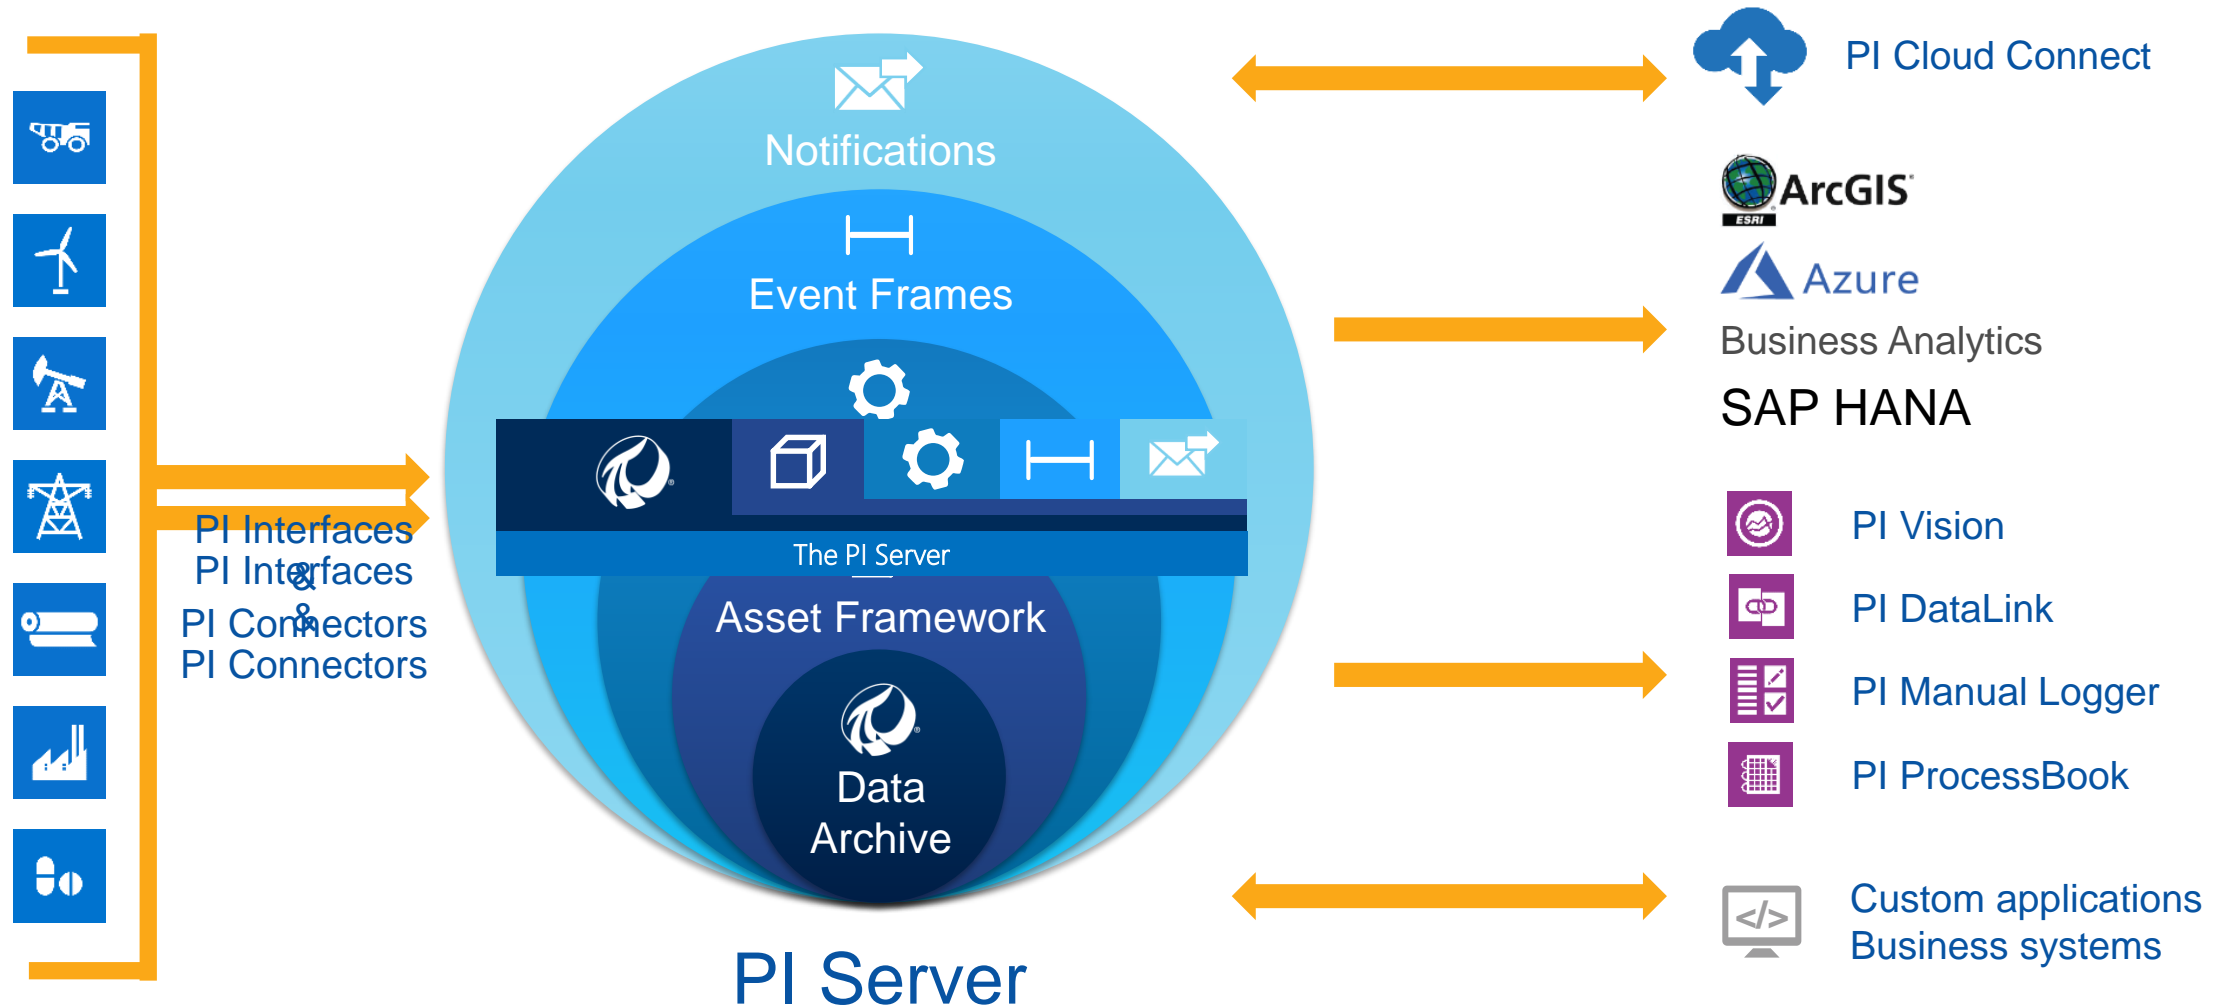 PI Cloud Connect
Notifications
ArcGIS
ESRI
Event Frames
Azure
Business Analytics
SAP HANA
PI Interfaces
PI Interfaces
&
PI Connectors
&
PI Connectors
The PI Server
PI Vision
Asset Framework
PI DataLink
PI Manual Logger
Data
Archive
PI ProcessBook
</>
Custom applications
Business systems
PI Server